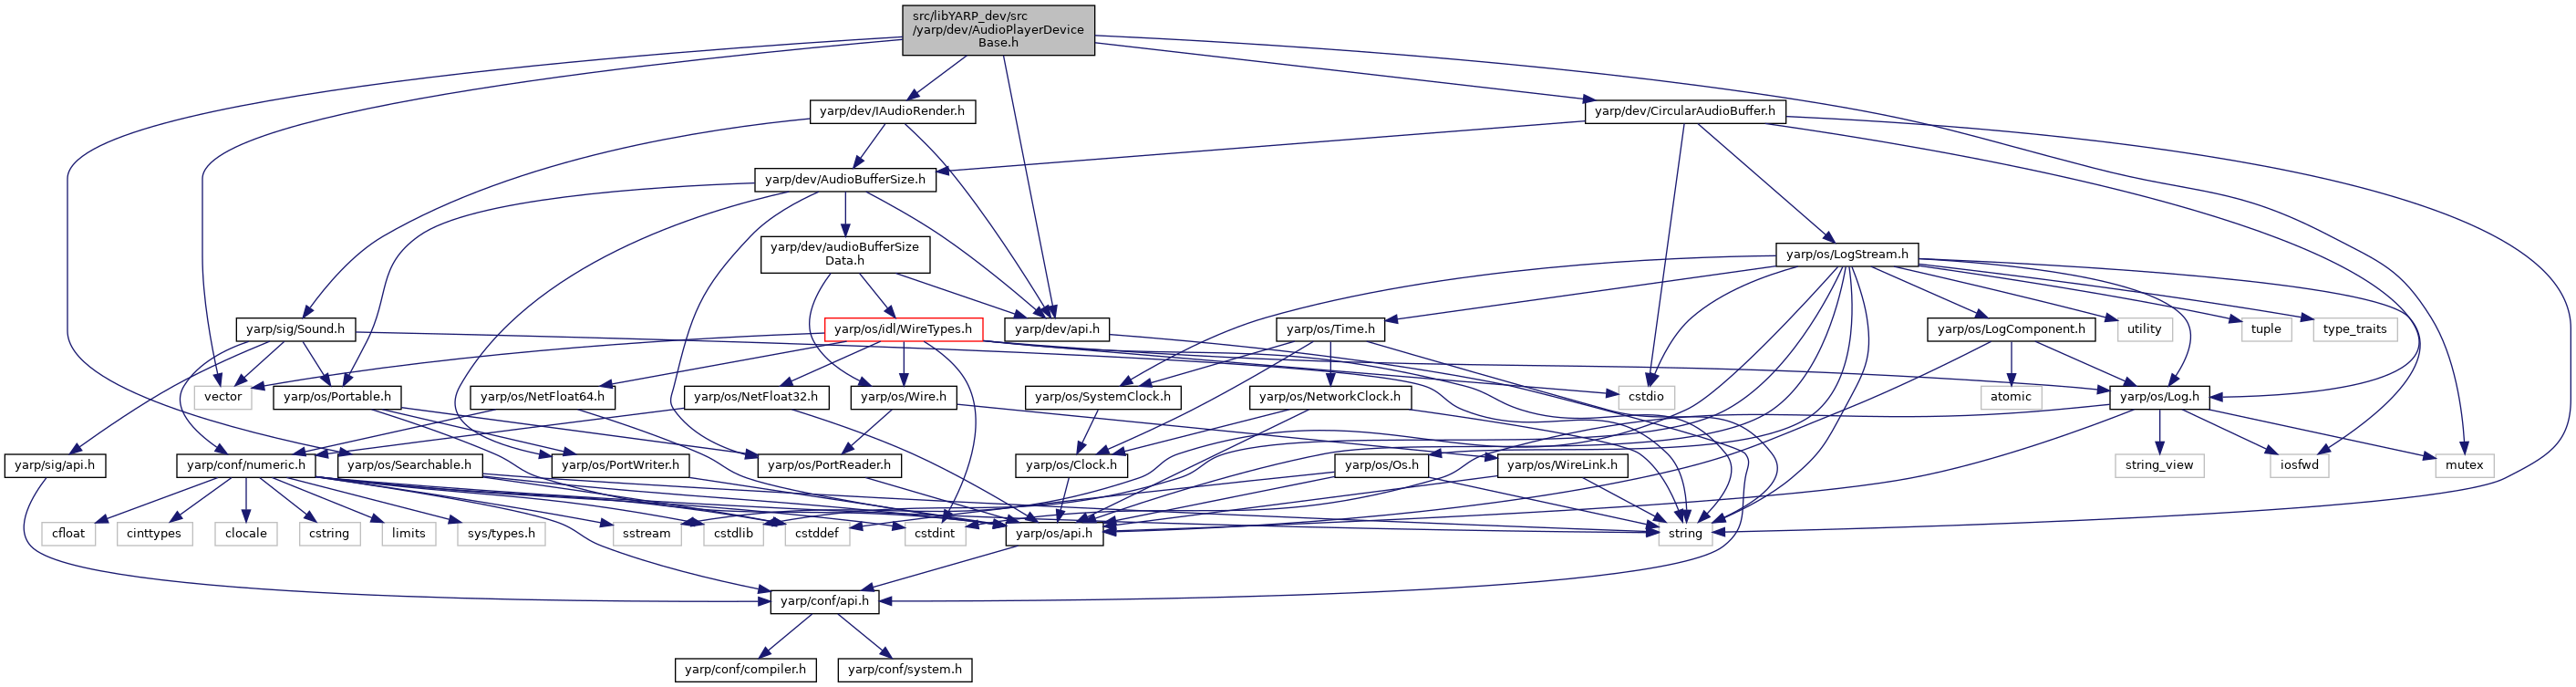 src/libYARP_dev/src
/yarp/dev/AudioPlayerDevice
Base.h
yarp/dev/IAudioRender.h
yarp/dev/CircularAudioBuffer.h
yarp/dev/AudioBufferSize.h
yarp/dev/audioBufferSize
Data.h
yarp/os/LogStream.h
yarp/sig/Sound.h
yarp/os/idl/WireTypes.h
yarp/dev/api.h
yarp/os/Time.h
yarp/os/LogComponent.h
utility
tuple
type_traits
vector
yarp/os/Portable.h
yarp/os/NetFloat64.h
yarp/os/NetFloat32.h
yarp/os/Wire.h
yarp/os/SystemClock.h
yarp/os/NetworkClock.h
cstdio
atomic
yarp/os/Log.h
yarp/sig/api.h
yarp/conf/numeric.h
yarp/os/Searchable.h
yarp/os/PortWriter.h
yarp/os/PortReader.h
yarp/os/Clock.h
yarp/os/Os.h
yarp/os/WireLink.h
string_view
iosfwd
mutex
cfloat
cinttypes
clocale
cstring
limits
sys/types.h
sstream
cstdlib
cstddef
cstdint
yarp/os/api.h
string
yarp/conf/api.h
yarp/conf/compiler.h
yarp/conf/system.h